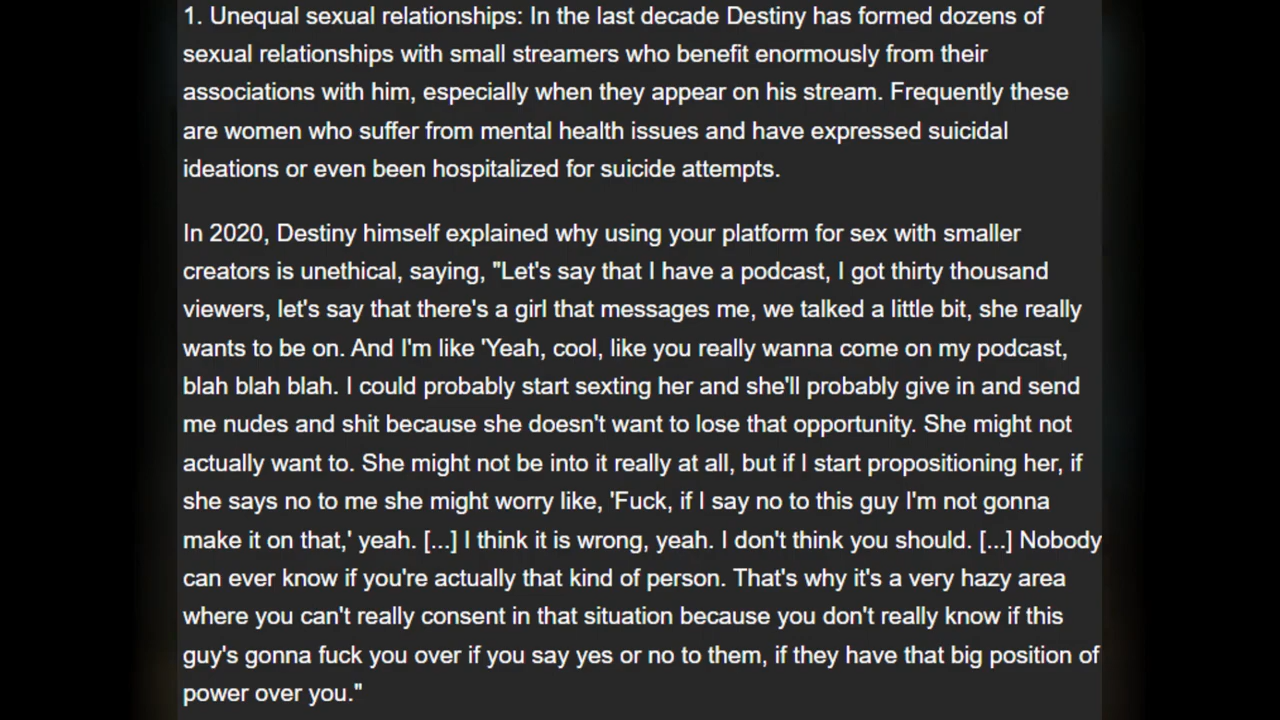 1. Unequal sexual relationships: In the last decade Destiny has formed dozens of
sexual relationships with small streamers who benefit enormously from their
associations with him, especially when they appear on his stream. Frequently these
are women who suffer from mental health issues and have expressed suicidal
ideations or even been hospitalized for suicide attempts.
In 2020, Destiny himself explained why using your platform for sex with smaller
creators is unethical, saying, "Let's say that I have a podcast, I got thirty thousand
viewers, let's say that there's a girl that messages me, we talked a little bit, she really
wants to be on. And I'm like 'Yeah, cool, like you really wanna come on my podcast,
blah blah blah. I could probably start sexting her and she'll probably give in and send
me nudes and shit because she doesn't want to lose that opportunity. She might not
actually want to. She might not be into it really at all, but if I start propositioning her, if
she says no to me she might worry like, 'Fuck, if I say no to this guy I'm not gonna
make it on that,' yeah. [...] I think it is wrong, yeah. I don't think you should. [...] Nobody
can ever know if you're actually that kind of person. That's why it's a very hazy area
where you can't really consent in that situation because you don't really know if this
guy's gonna fuck you over if you say yes or no to them, if they have that big position of
power over you."